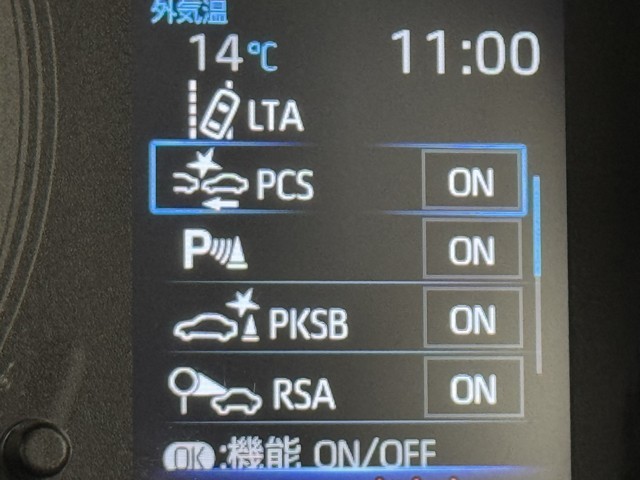 外気温
14℃ 11:00
LTA
PCS ON
P ON
PKSB ON
RSA ON
OK:機能 ON/OFF